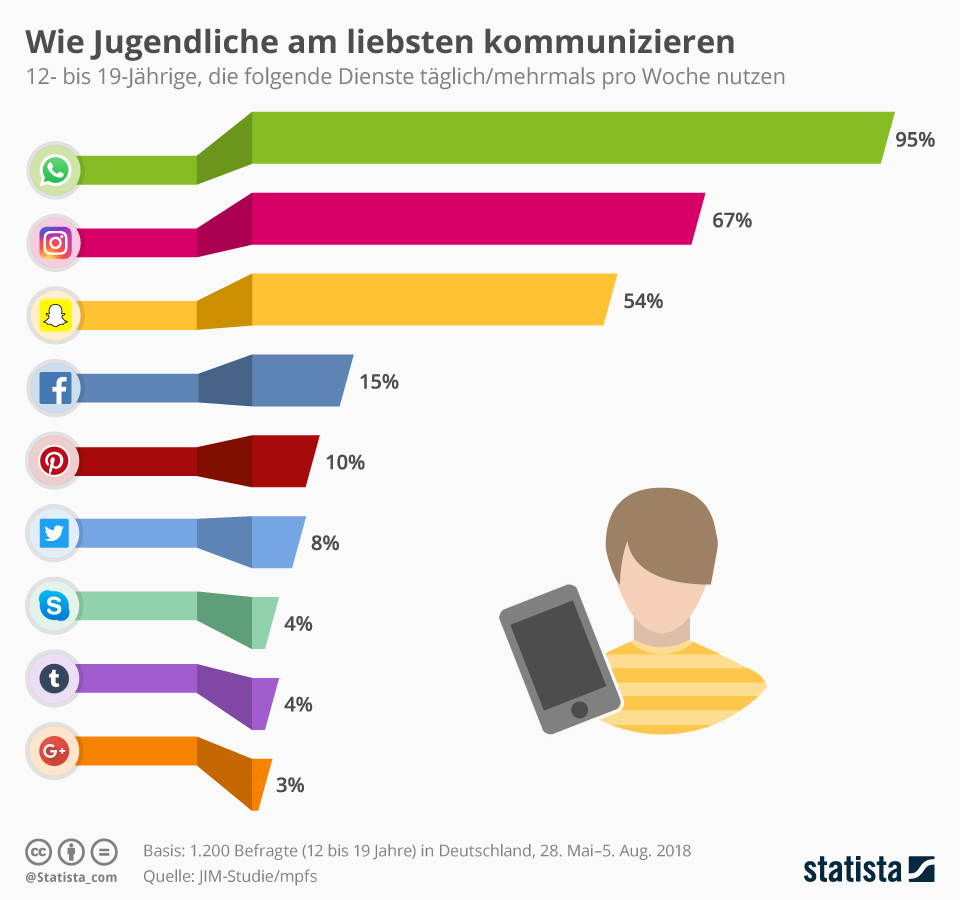 Wie Jugendliche am liebsten kommunizieren
12- bis 19-Jährige, die folgende Dienste täglich/mehrmals pro Woche nutzen
95%
67%
54%
f 15%
10%
8%
S 4%
t 4%
G+ 3%
cc
Basis: 1.200 Befragte (12 bis 19 Jahre) in Deutschland, 28. Mai–5. Aug. 2018
@Statista_com
Quelle: JIM-Studie/mpfs
statista